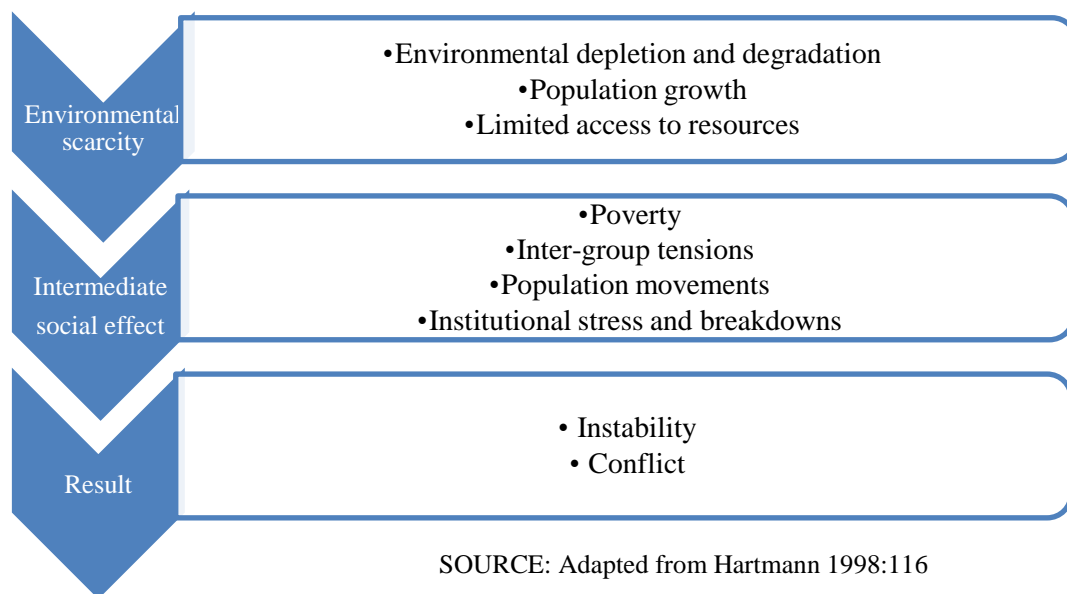 •Environmental depletion and degradation
•Population growth
•Limited access to resources
Environmental
scarcity
•Poverty
•Inter-group tensions
•Population movements
•Institutional stress and breakdowns
Intermediate
social effect
• Instability
• Conflict
Result
SOURCE: Adapted from Hartmann 1998:116